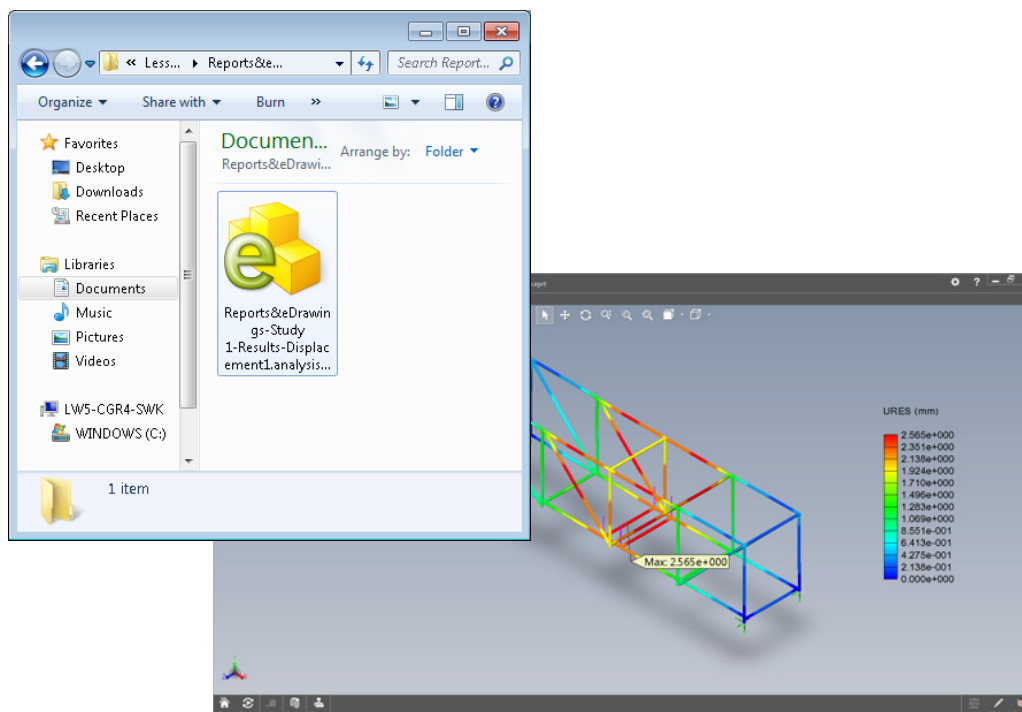 « Less... ▸ Reports&e...
Search Report...
Organize
Share with
Burn
»
Favorites
Desktop
Downloads
Recent Places
Libraries
Documents
Music
Pictures
Videos
LW5-CGR4-SWK
WINDOWS (C:)
Documen...
Reports&eDrawi...
Arrange by: Folder
Reports&eDrawin
gs-Study
1-Results-Displac
ement1.analysis...
1 item
URES (mm)
2.565e+000
2.351e+000
2.138e+000
1.924e+000
1.710e+000
1.496e+000
1.283e+000
1.069e+000
8.551e-001
6.413e-001
4.275e-001
2.138e-001
0.000e+000
Max: 2.565e+000